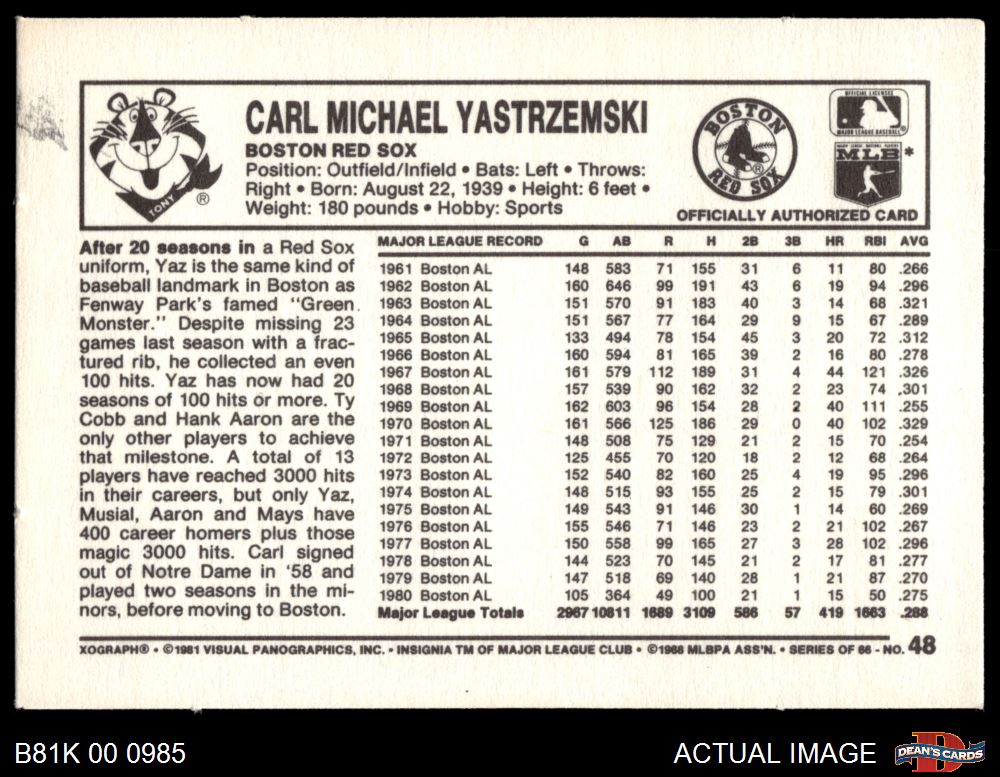 CARL MICHAEL YASTRZEMSKI
BOSTON RED SOX
Position: Outfield/Infield • Bats: Left • Throws:
Right • Born: August 22, 1939 • Height: 6 feet •
Weight: 180 pounds • Hobby: Sports
TONY ®
BOSTON
RED SOX ®
OFFICIAL LICENSEE
MAJOR LEAGUE BASEBALL ®
MAJOR LEAGUE BASEBALL PLAYERS
MLB *
OFFICIALLY AUTHORIZED CARD
After 20 seasons in a Red Sox
uniform, Yaz is the same kind of
baseball landmark in Boston as
Fenway Park's famed "Green
Monster." Despite missing 23
games last season with a frac-
tured rib, he collected an even
100 hits. Yaz has now had 20
seasons of 100 hits or more. Ty
Cobb and Hank Aaron are the
only other players to achieve
that milestone. A total of 13
players have reached 3000 hits
in their careers, but only Yaz,
Musial, Aaron and Mays have
400 career homers plus those
magic 3000 hits. Carl signed
out of Notre Dame in '58 and
played two seasons in the mi-
nors, before moving to Boston.
MAJOR LEAGUE RECORD G AB R H 2B 3B HR RBI AVG
1961 Boston AL 148 583 71 155 31 6 11 80 .266
1962 Boston AL 160 646 99 191 43 6 19 94 .296
1963 Boston AL 151 570 91 183 40 3 14 68 .321
1964 Boston AL 151 567 77 164 29 9 15 67 .289
1965 Boston AL 133 494 78 154 45 3 20 72 .312
1966 Boston AL 160 594 81 165 39 2 16 80 .278
1967 Boston AL 161 579 112 189 31 4 44 121 .326
1968 Boston AL 157 539 90 162 32 2 23 74 .301
1969 Boston AL 162 603 96 154 28 2 40 111 .255
1970 Boston AL 161 566 125 186 29 0 40 102 .329
1971 Boston AL 148 508 75 129 21 2 15 70 .254
1972 Boston AL 125 455 70 120 18 2 12 68 .264
1973 Boston AL 152 540 82 160 25 4 19 95 .296
1974 Boston AL 148 515 93 155 25 2 15 79 .301
1975 Boston AL 149 543 91 146 30 1 14 60 .269
1976 Boston AL 155 546 71 146 23 2 21 102 .267
1977 Boston AL 150 558 99 165 27 3 28 102 .296
1978 Boston AL 144 523 70 145 21 2 17 81 .277
1979 Boston AL 147 518 69 140 28 1 21 87 .270
1980 Boston AL 105 364 49 100 21 1 15 50 .275
Major League Totals 2967 10811 1689 3109 586 57 419 1663 .288
XOGRAPH® • ©1981 VISUAL PANOGRAPHICS, INC. • INSIGNIA TM OF MAJOR LEAGUE CLUB • ©1968 MLBPA ASS'N. • SERIES OF 66 - NO. 48
B81K 00 0985
ACTUAL IMAGE
DEAN'S CARDS